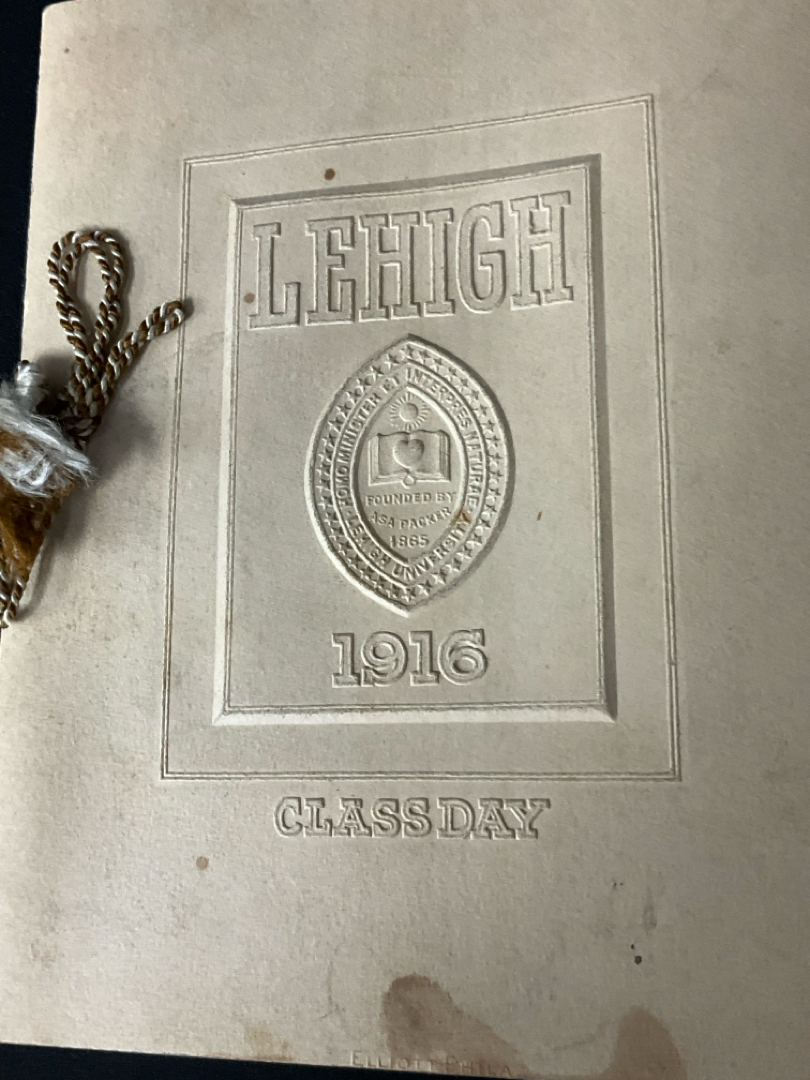 LEHIGH
HOMO MINISTER ET INTERPRES NATURAE
LEHIGH UNIVERSITY
FOUNDED BY
ASA PACKER
1865
1916
CLASS DAY
ELLIOTT PHILA